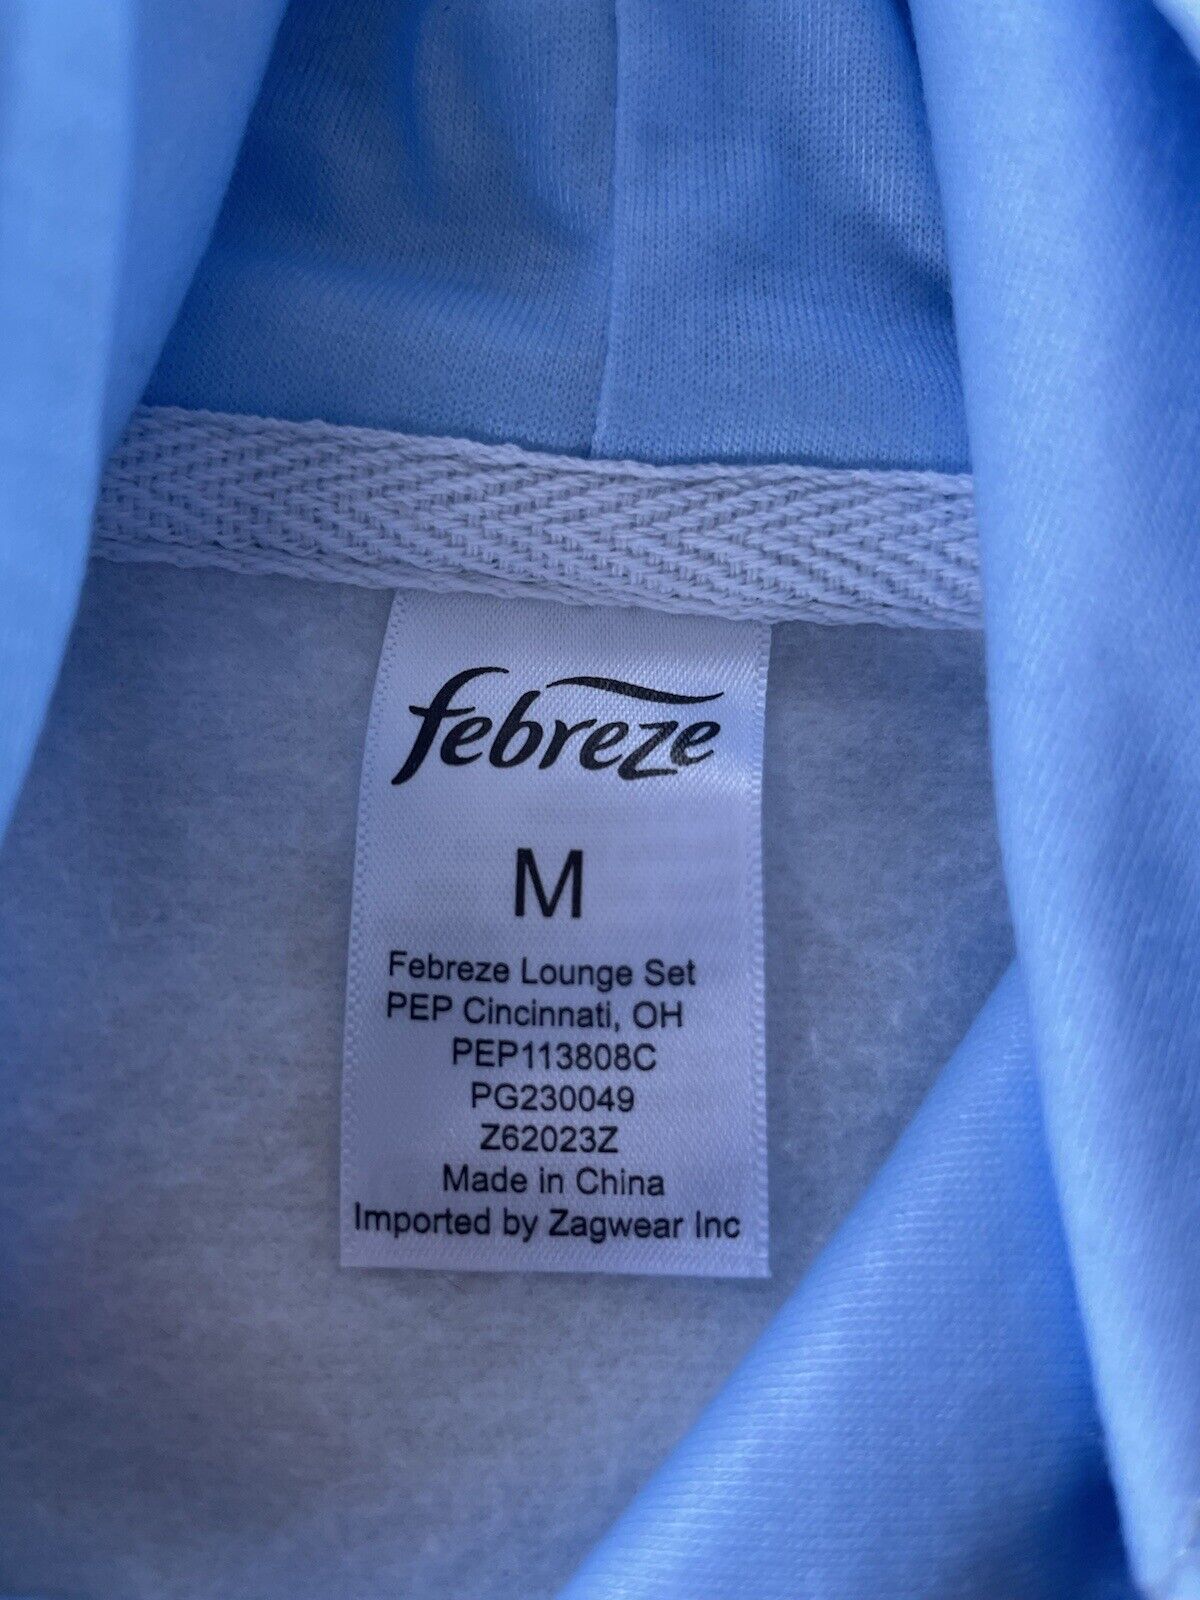 febreze
M
Febreze Lounge Set
PEP Cincinnati, OH
PEP113808C
PG230049
Z62023Z
Made in China
Imported by Zagwear Inc